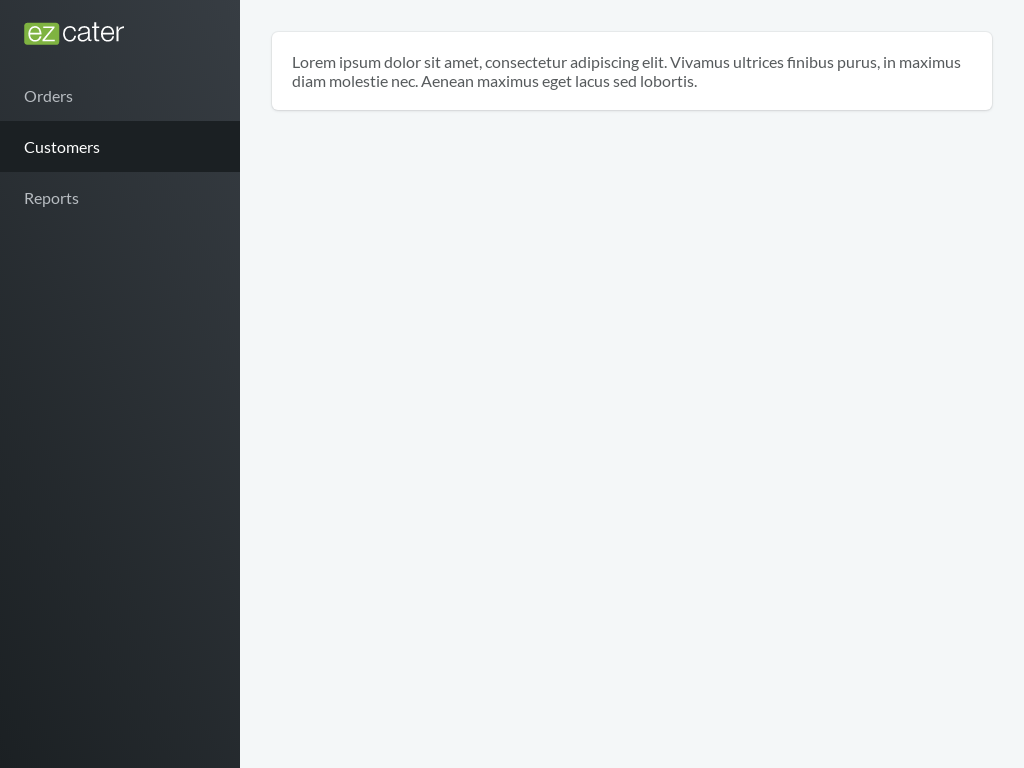 ezcater
Orders
Customers
Reports
Lorem ipsum dolor sit amet, consectetur adipiscing elit. Vivamus ultrices finibus purus, in maximus
diam molestie nec. Aenean maximus eget lacus sed lobortis.